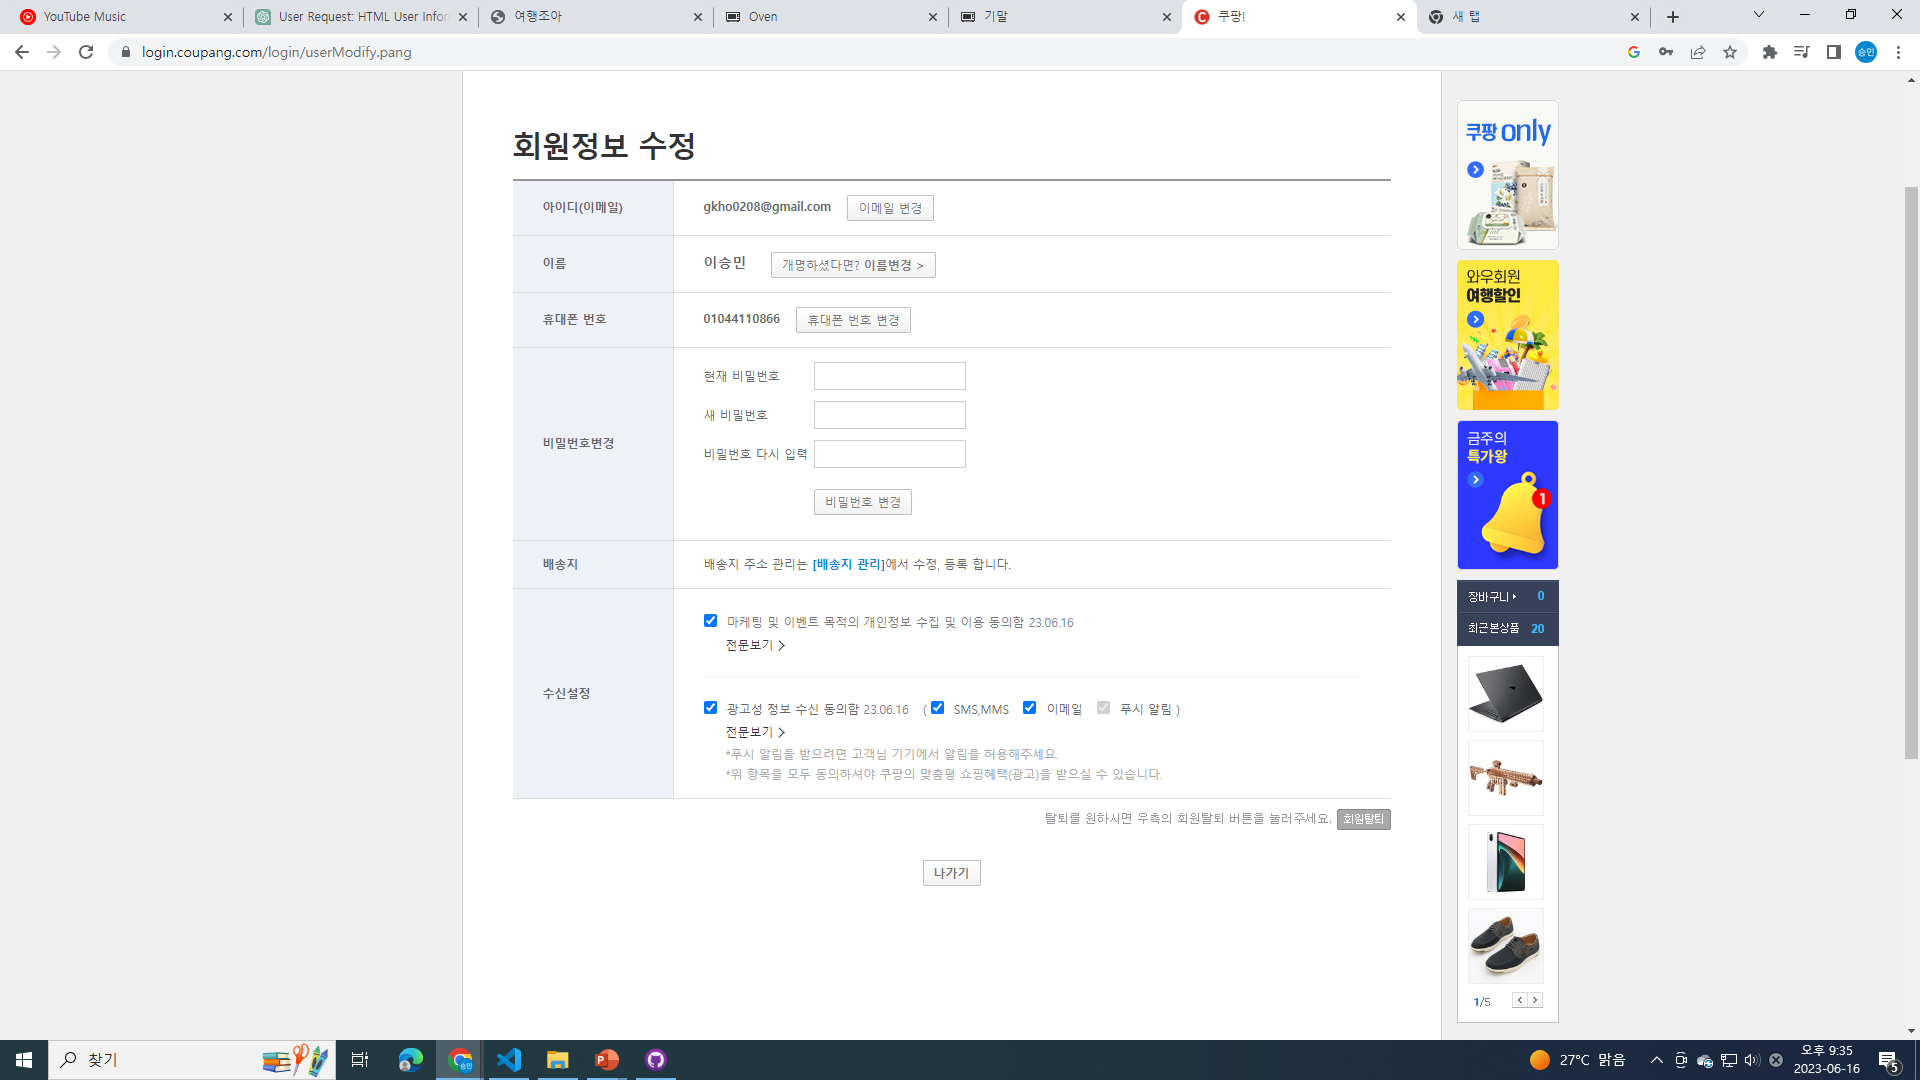 YouTube Music
User Request: HTML User Infor
여행조아
Oven
기말
쿠팡!
새 탭
login.coupang.com/login/userModify.pang
승민
회원정보 수정
아이디(이메일)
gkho0208@gmail.com
이메일 변경
이름
이승민
개명하셨다면? 이름변경 >
휴대폰 번호
01044110866
휴대폰 번호 변경
비밀번호변경
현재 비밀번호
새 비밀번호
비밀번호 다시 입력
비밀번호 변경
배송지
배송지 주소 관리는 [배송지 관리]에서 수정, 등록 합니다.
수신설정
마케팅 및 이벤트 목적의 개인정보 수집 및 이용 동의함 23.06.16
전문보기 >
광고성 정보 수신 동의함 23.06.16 ( SMS,MMS 이메일 푸시 알림 )
전문보기 >
*푸시 알림을 받으려면 고객님 기기에서 알림을 허용해주세요.
*위 항목을 모두 동의하셔야 쿠팡의 맞춤형 쇼핑혜택(광고)을 받으실 수 있습니다.
탈퇴를 원하시면 우측의 회원탈퇴 버튼을 눌러주세요. 회원탈퇴
나가기
쿠팡 only
와우회원
여행할인
금주의
특가왕
1
장바구니 0
최근본상품 20
1/5
찾기
승민
27°C 맑음
오후 9:35
2023-06-16
5